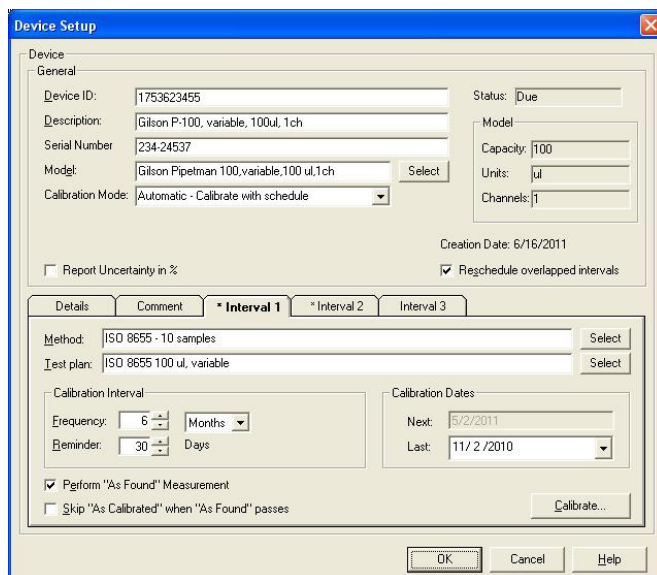 Device Setup
Device
General
Device ID: 1753623455
Status: Due
Description: Gilson P-100, variable, 100ul, 1ch
Model
Serial Number 234-24537
Capacity: 100
Model: Gilson Pipetman 100,variable,100 ul,1ch Select
Units: ul
Calibration Mode: Automatic - Calibrate with schedule
Channels: 1
Creation Date: 6/16/2011
Report Uncertainty in % Reschedule overlapped intervals
Details Comment * Interval 1 * Interval 2 Interval 3
Method: ISO 8655 - 10 samples Select
Test plan: ISO 8655 100 ul, variable Select
Calibration Interval Calibration Dates
Frequency: 6 Months Next: 5/2/2011
Reminder: 30 Days Last: 11/ 2 /2010
Perform "As Found" Measurement
Skip "As Calibrated" when "As Found" passes Calibrate...
OK Cancel Help